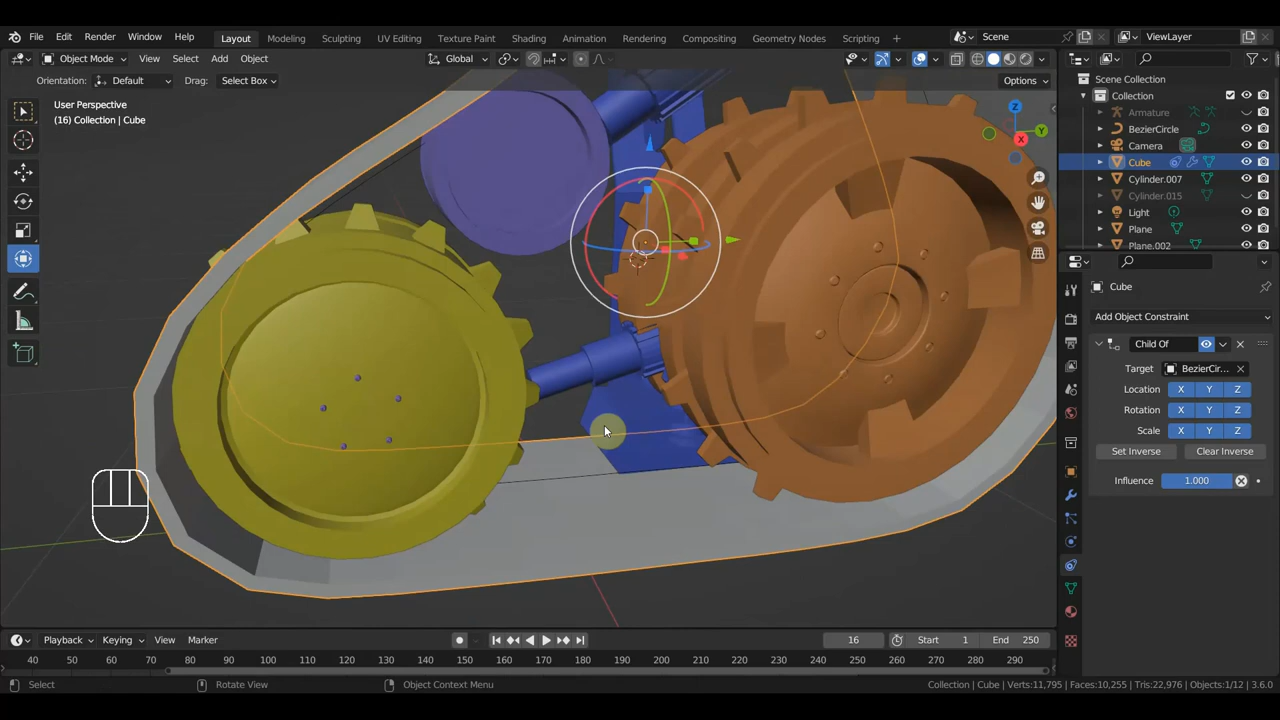 File Edit Render Window Help Layout Modeling Sculpting UV Editing Texture Paint Shading Animation Rendering Compositing Geometry Nodes Scripting + Scene ViewLayer
Object Mode View Select Add Object Global
Orientation: Default Drag: Select Box Options
User Perspective
(16) Collection | Cube
Z
Y
X
Scene Collection
Collection
Armature
BezierCircle
Camera
Cube
Cylinder.007
Cylinder.015
Light
Plane
Plane.002
Cube
Add Object Constraint
Child Of
Target BezierCir...
Location X Y Z
Rotation X Y Z
Scale X Y Z
Set Inverse Clear Inverse
Influence 1.000
Playback Keying View Marker 16 Start 1 End 250
40 50 60 70 80 90 100 110 120 130 140 150 160 170 180 190 200 210 220 230 240 250 260 270 280 290
Select Rotate View Object Context Menu Collection | Cube | Verts:11,795 | Faces:10,255 | Tris:22,976 | Objects:1/12 | 3.6.0